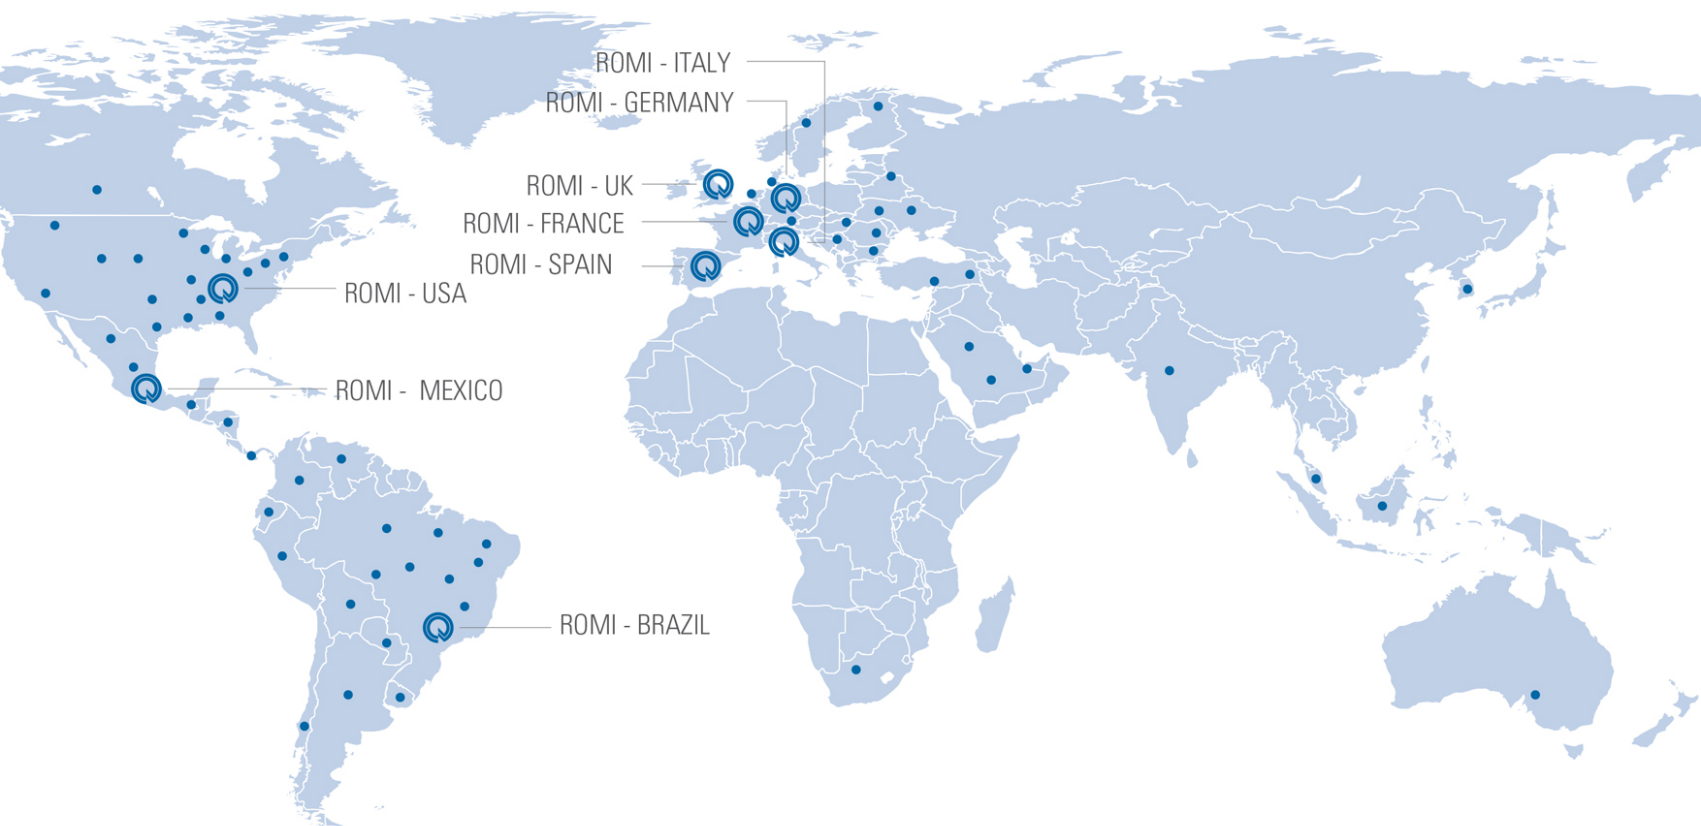 ROMI - ITALY
ROMI - GERMANY
ROMI - UK
ROMI - FRANCE
ROMI - SPAIN
ROMI - USA
ROMI - MEXICO
ROMI - BRAZIL